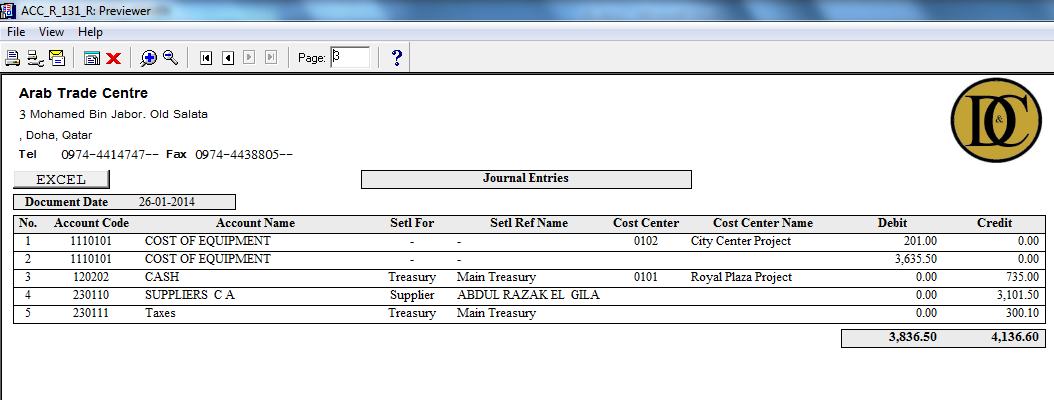 ACC_R_131_R: Previewer
File View Help
Page: 3 ?
Arab Trade Centre
3 Mohamed Bin Jabor. Old Salata
, Doha, Qatar
Tel 0974-4414747-- Fax 0974-4438805--
D&C
EXCEL
Journal Entries
Document Date 26-01-2014
No. Account Code Account Name Setl For Setl Ref Name Cost Center Cost Center Name Debit Credit
1 1110101 COST OF EQUIPMENT - - 0102 City Center Project 201.00 0.00
2 1110101 COST OF EQUIPMENT - - 3,635.50 0.00
3 120202 CASH Treasury Main Treasury 0101 Royal Plaza Project 0.00 735.00
4 230110 SUPPLIERS C A Supplier ABDUL RAZAK EL GILA 0.00 3,101.50
5 230111 Taxes Treasury Main Treasury 0.00 300.10
3,836.50 4,136.60